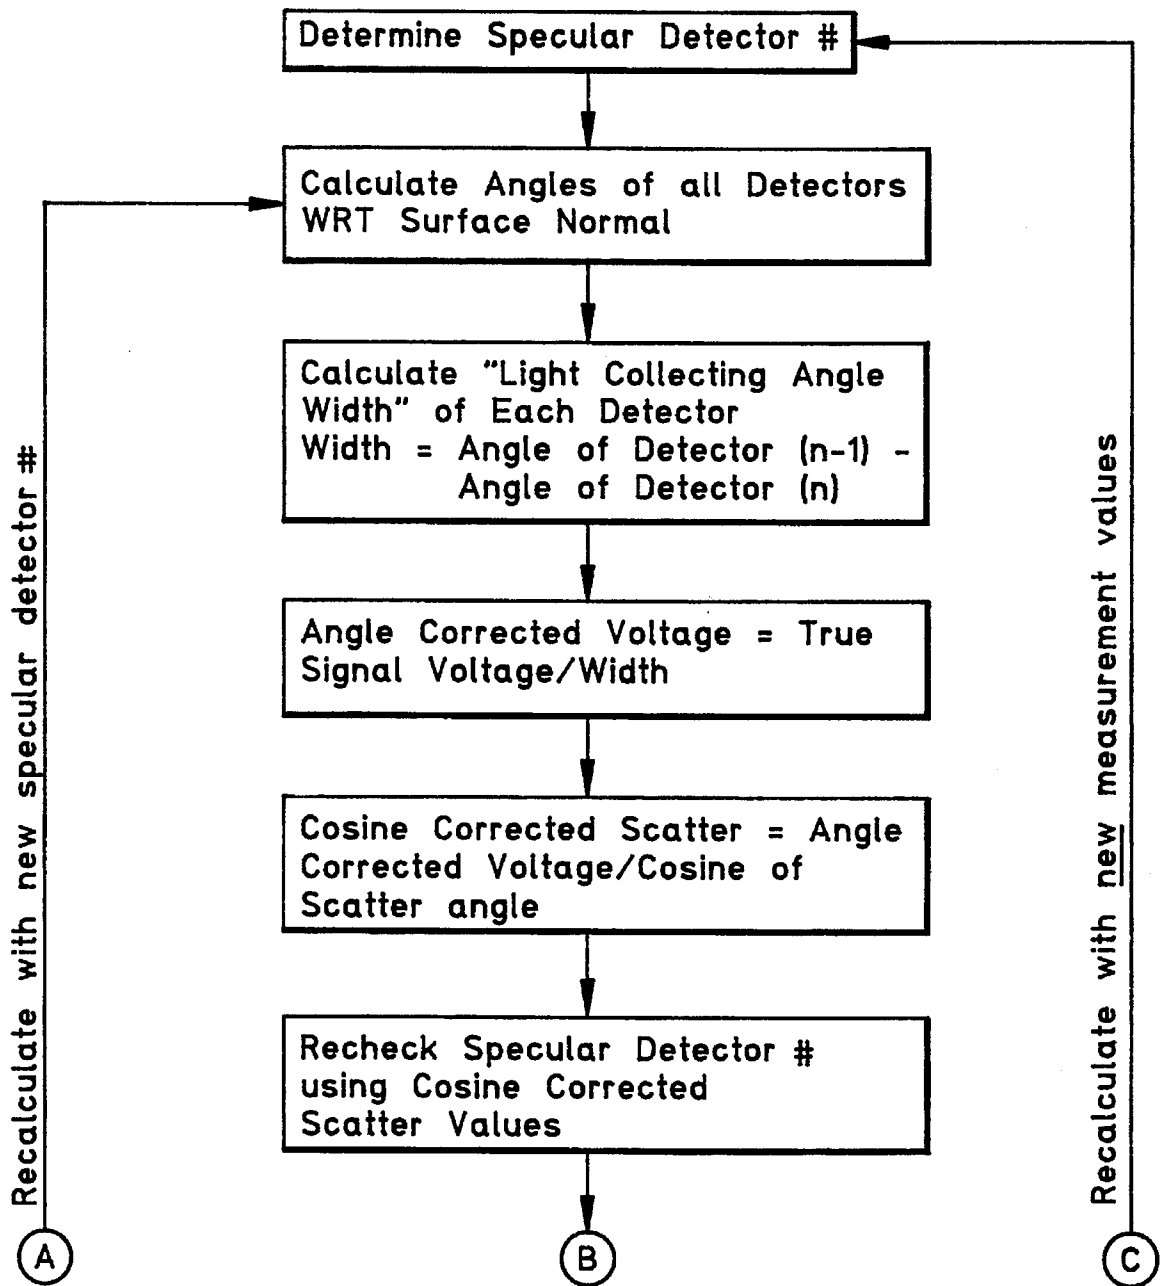 Determine Specular Detector #
Calculate Angles of all Detectors
WRT Surface Normal
Calculate "Light Collecting Angle
Width" of Each Detector
Width = Angle of Detector (n-1) -
Angle of Detector (n)
Angle Corrected Voltage = True
Signal Voltage/Width
Cosine Corrected Scatter = Angle
Corrected Voltage/Cosine of
Scatter angle
Recheck Specular Detector #
using Cosine Corrected
Scatter Values
Recalculate with new specular detector #
Recalculate with new measurement values
A
B
C